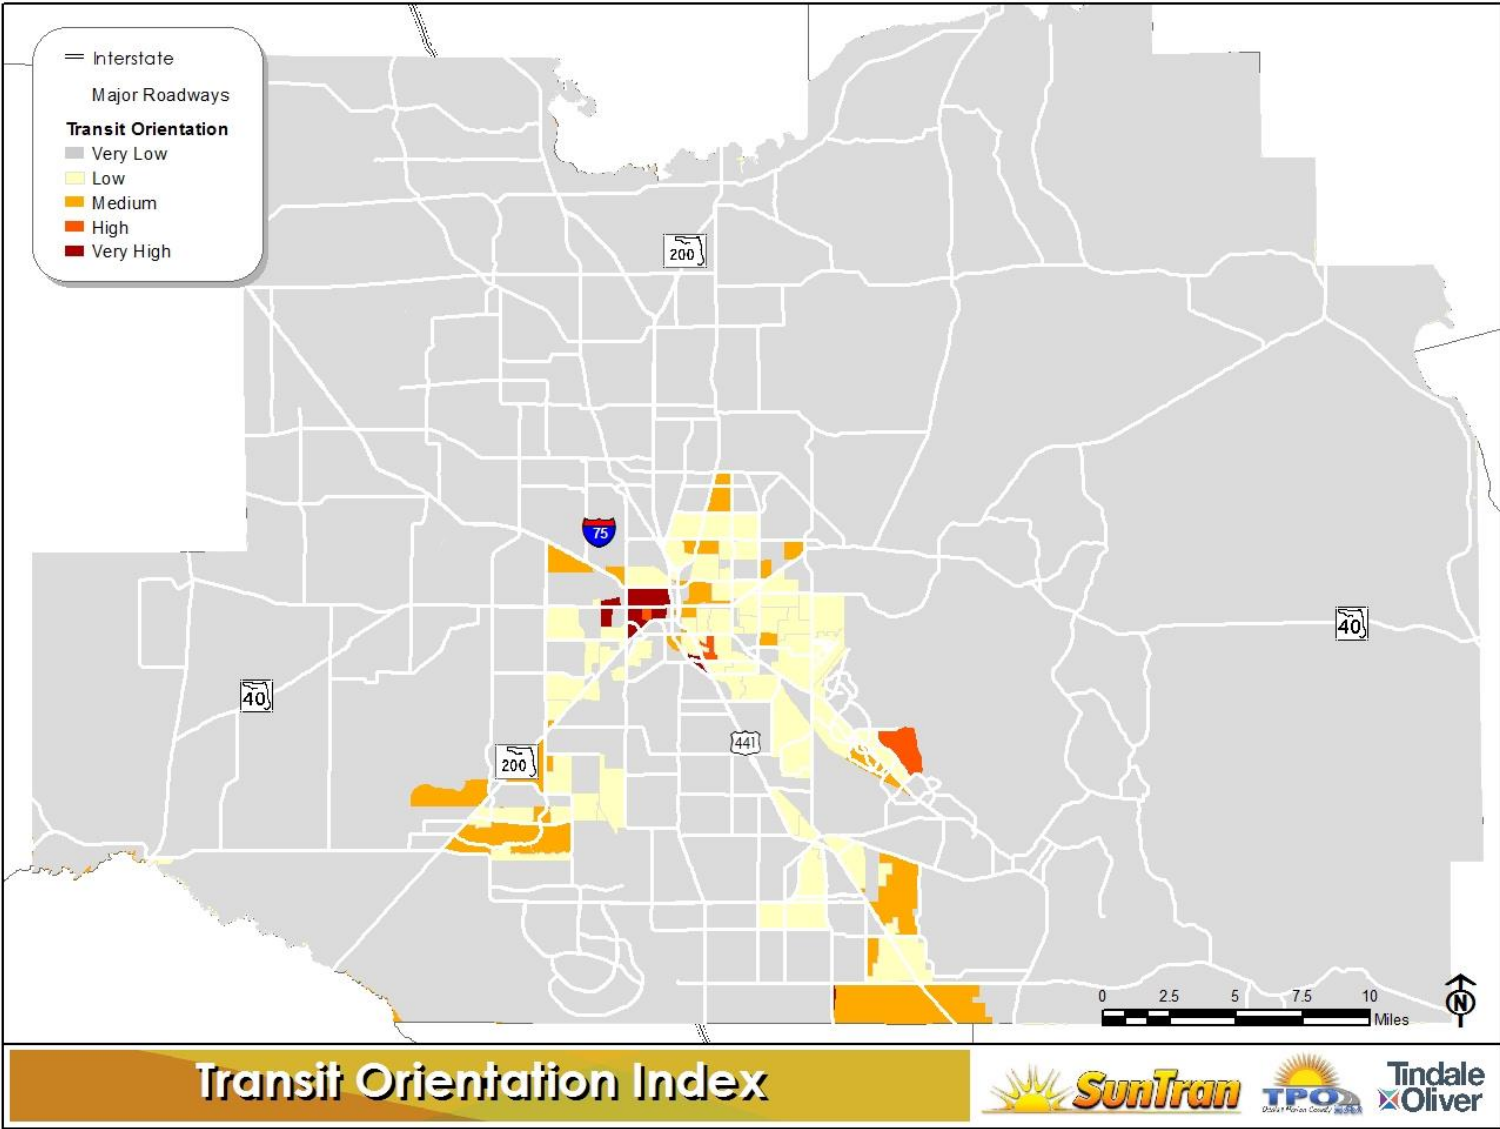 Interstate
Major Roadways
Transit Orientation
Very Low
Low
Medium
High
Very High
200
75
40
40
441
200
0 2.5 5 7.5 10
Miles
N
Transit Orientation Index
SunTran
TPO
Tindale
Oliver